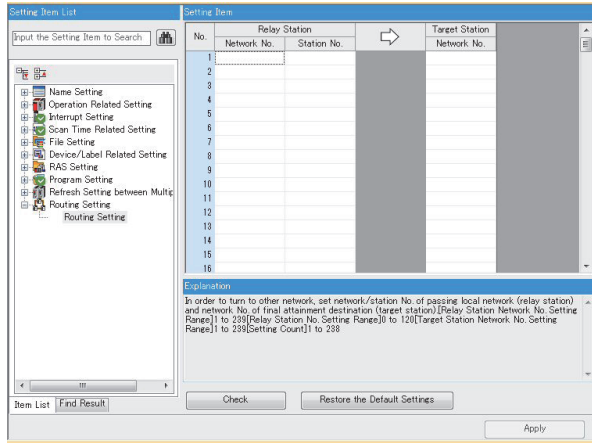 Setting Item List
Input the Setting Item to Search
Name Setting
Operation Related Setting
Interrupt Setting
Scan Time Related Setting
File Setting
Device/Label Related Setting
RAS Setting
Program Setting
Refresh Setting between Multip
Routing Setting
Routing Setting
Item List
Find Result
Setting Item
No.
Relay Station
Target Station
Network No.
Station No.
Network No.
1
2
3
4
5
6
7
8
9
10
11
12
13
14
15
16
Explanation
In order to turn to other network, set network/station No. of passing local network (relay station)
and network No. of final attainment destination (target station).[Relay Station Network No. Setting
Range]1 to 239[Relay Station No. Setting Range]0 to 120[Target Station Network No. Setting
Range]1 to 239[Setting Count]1 to 238
Check
Restore the Default Settings
Apply